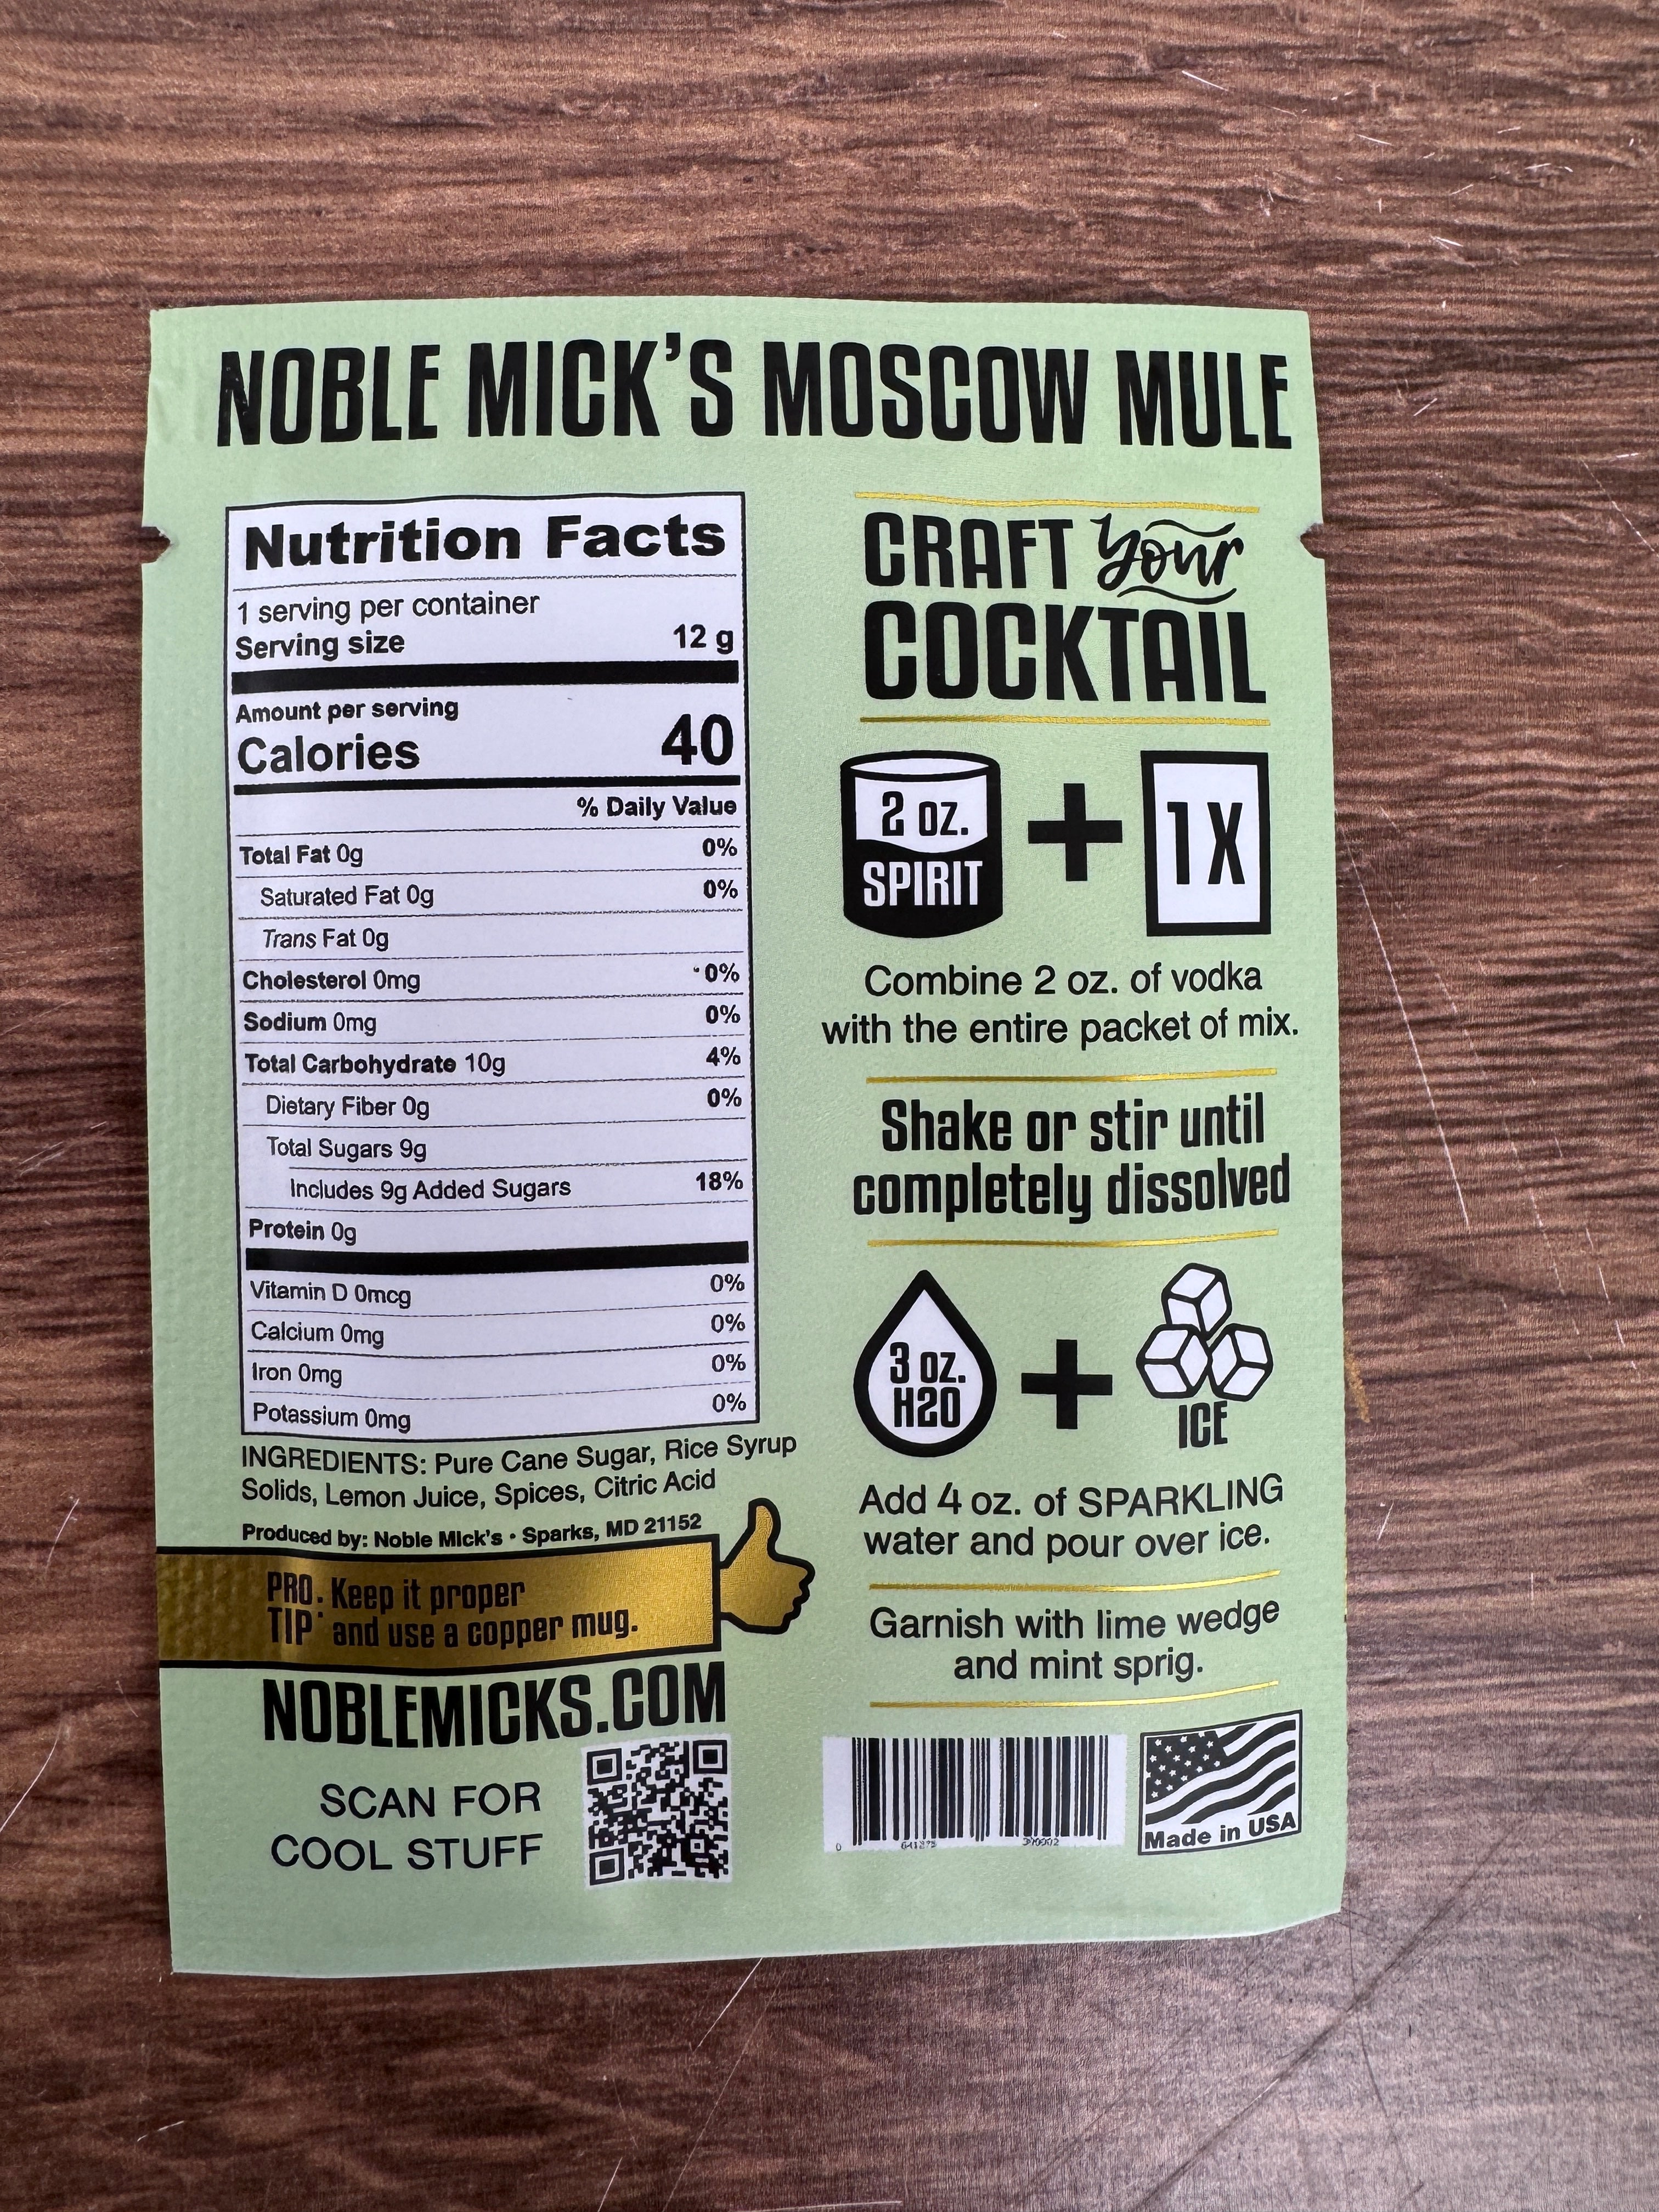 NOBLE MICK'S MOSCOW MULE
Nutrition Facts
1 serving per container
Serving size 12 g
Amount per serving
Calories 40
% Daily Value
Total Fat 0g 0%
Saturated Fat 0g 0%
Trans Fat 0g
Cholesterol 0mg 0%
Sodium 0mg 0%
Total Carbohydrate 10g 4%
Dietary Fiber 0g 0%
Total Sugars 9g
Includes 9g Added Sugars 18%
Protein 0g
Vitamin D 0mcg 0%
Calcium 0mg 0%
Iron 0mg 0%
Potassium 0mg 0%
INGREDIENTS: Pure Cane Sugar, Rice Syrup
Solids, Lemon Juice, Spices, Citric Acid
Produced by: Noble MIck's • Sparks, MD 21152
PRO TIP: Keep it proper
and use a copper mug.
NOBLEMICKS.COM
SCAN FOR
COOL STUFF
CRAFT your
COCKTAIL
2 OZ.
SPIRIT
+
1X
Combine 2 oz. of vodka
with the entire packet of mix.
Shake or stir until
completely dissolved
3 OZ.
H2O
+
ICE
Add 4 oz. of SPARKLING
water and pour over ice.
Garnish with lime wedge
and mint sprig.
Made in USA